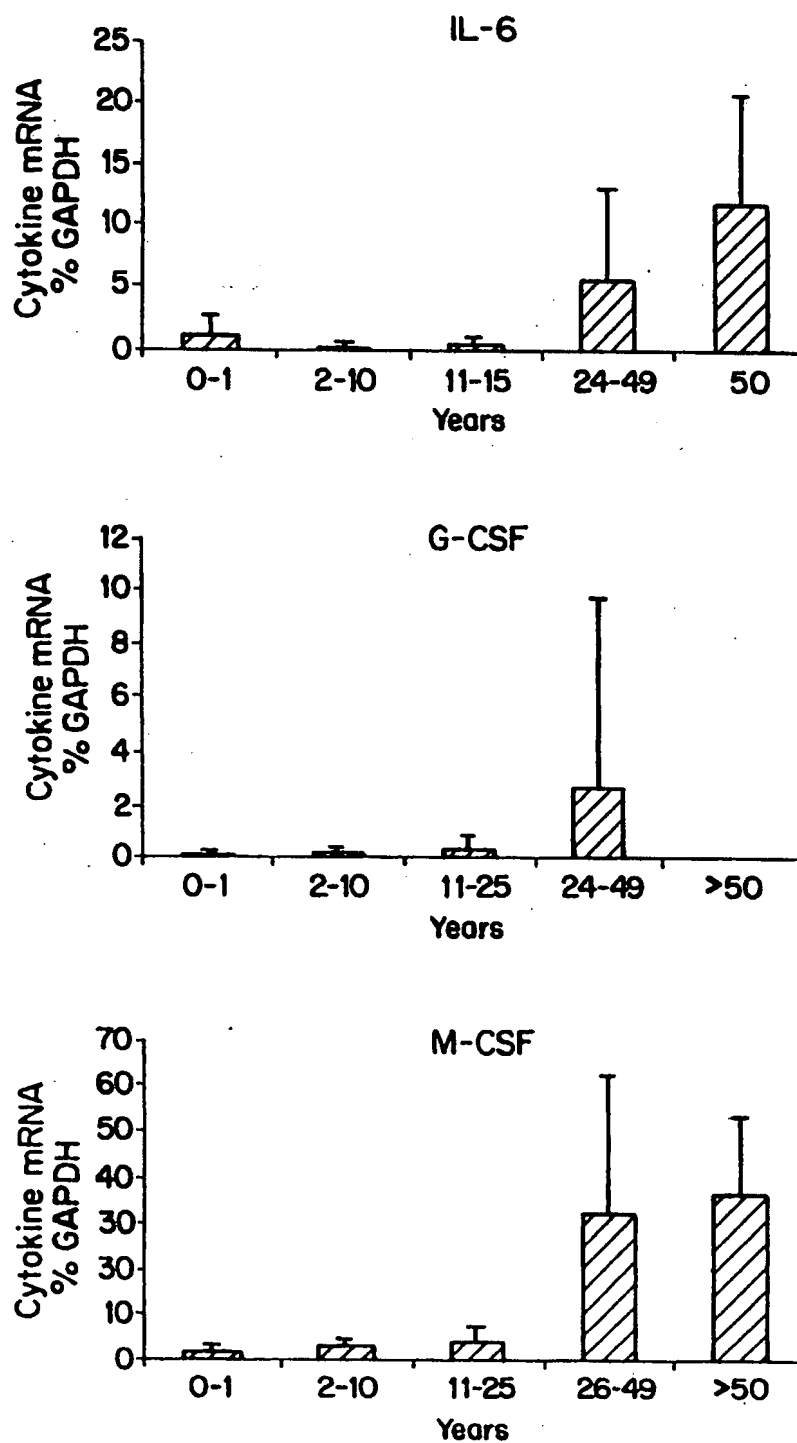 IL-6
Cytokine mRNA
% GAPDH
25
20
15
10
5
0
0-1 2-10 11-15 24-49 50
Years
G-CSF
Cytokine mRNA
% GAPDH
12
10
8
6
4
2
0
0-1 2-10 11-25 24-49 >50
Years
M-CSF
Cytokine mRNA
% GAPDH
70
60
50
40
30
30
10
0
0-1 2-10 11-25 26-49 >50
Years